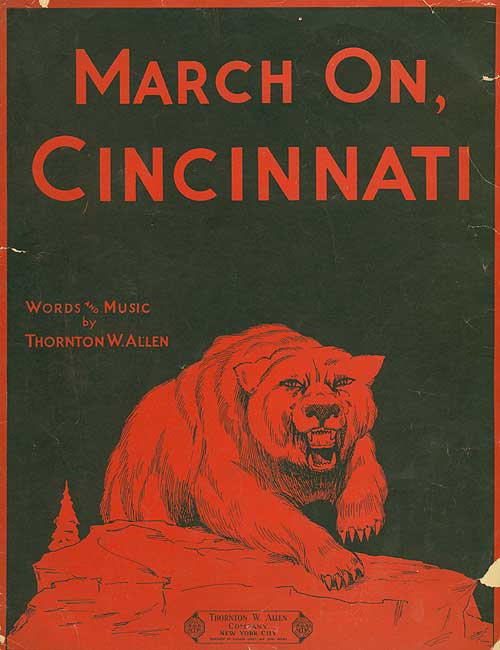 MARCH ON,
CINCINNATI
WORDS AND MUSIC
by
THORNTON W. ALLEN
THORNTON W. ALLEN
COMPANY
NEW YORK CITY